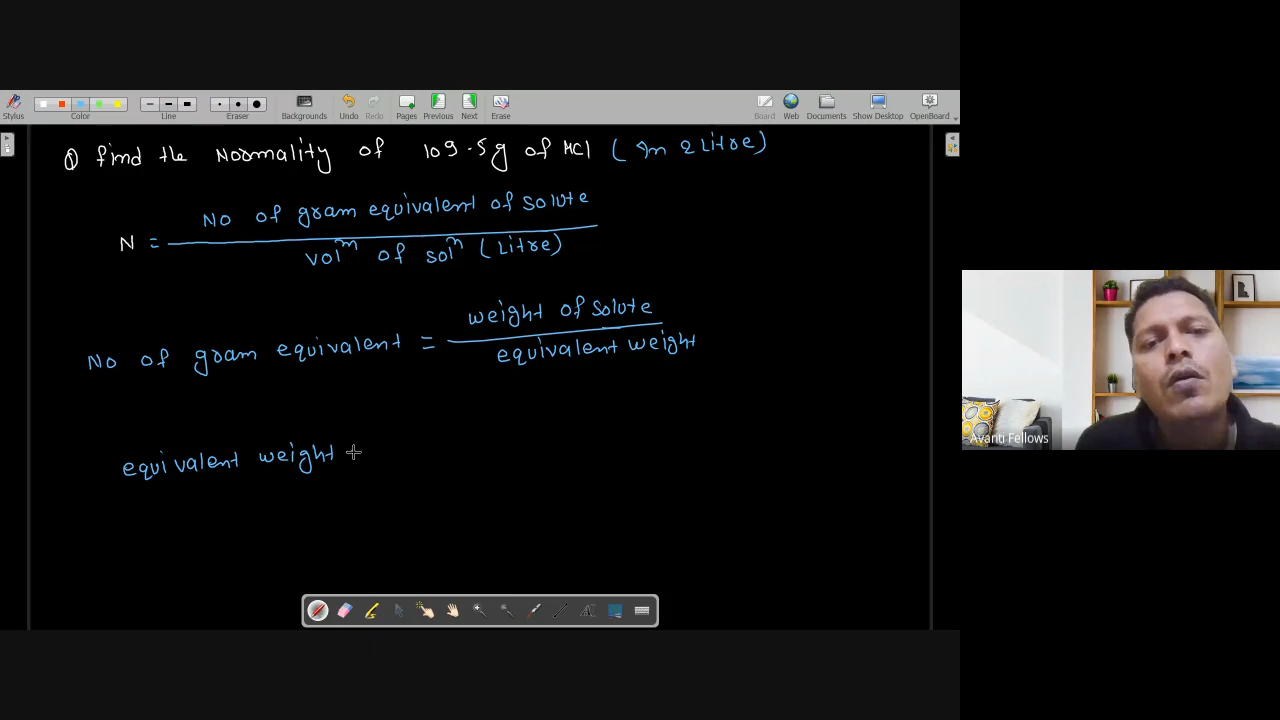 Stylus
Color
Line
Eraser
Backgrounds
Undo
Redo
Pages
Previous
Next
Erase
Board
Web
Documents
Show Desktop
OpenBoard
Q find the Normality of 109.5g of HCl (In 2 Litre)
No of gram equivalent of solute
N =
vol^m of sol^n (Litre)
weight of solute
No of gram equivalent =
equivalent weight
equivalent weight
Avanti Fellows